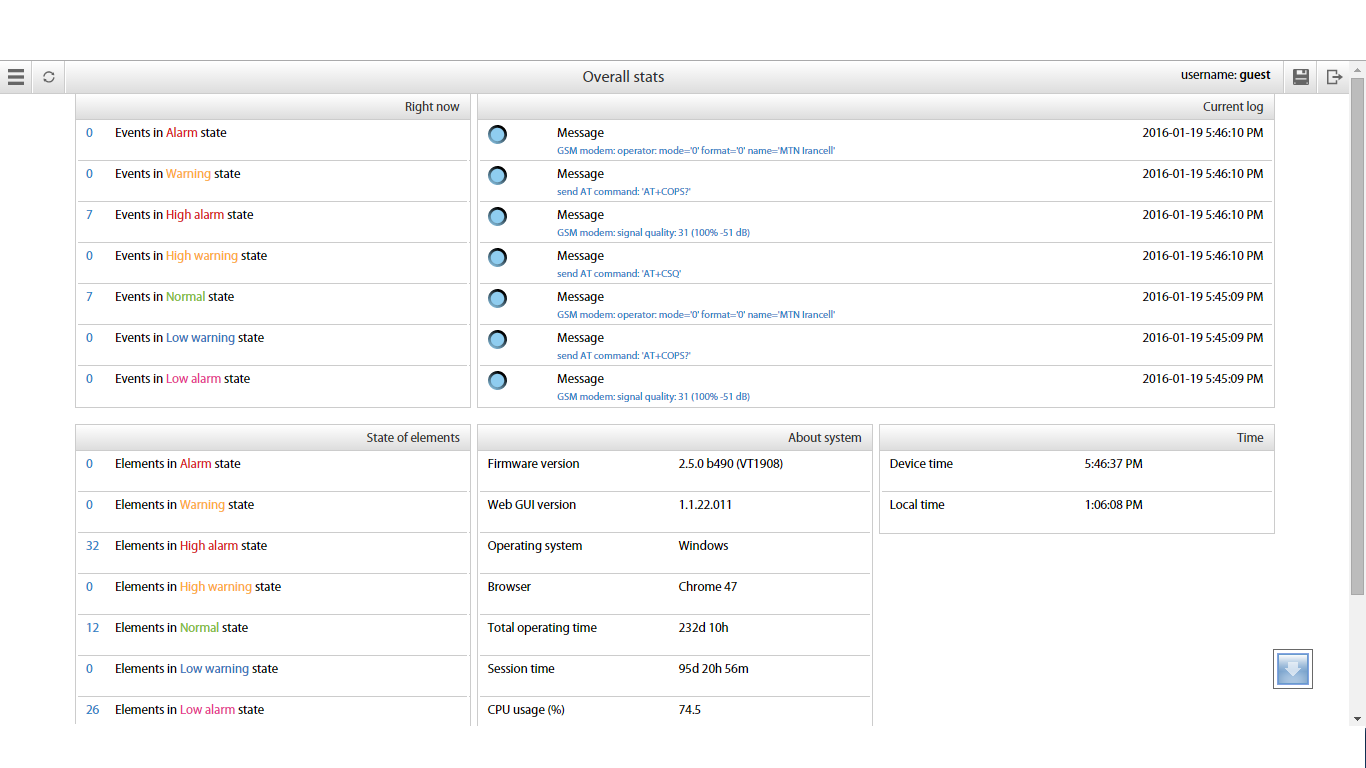 Overall stats
username: guest
Right now
0 Events in Alarm state
0 Events in Warning state
7 Events in High alarm state
0 Events in High warning state
7 Events in Normal state
0 Events in Low warning state
0 Events in Low alarm state
Current log
Message 2016-01-19 5:46:10 PM
GSM modem: operator: mode='0' format='0' name='MTN Irancell'
Message 2016-01-19 5:46:10 PM
send AT command: 'AT+COPS?'
Message 2016-01-19 5:46:10 PM
GSM modem: signal quality: 31 (100% -51 dB)
Message 2016-01-19 5:46:10 PM
send AT command: 'AT+CSQ'
Message 2016-01-19 5:45:09 PM
GSM modem: operator: mode='0' format='0' name='MTN Irancell'
Message 2016-01-19 5:45:09 PM
send AT command: 'AT+COPS?'
Message 2016-01-19 5:45:09 PM
GSM modem: signal quality: 31 (100% -51 dB)
State of elements
0 Elements in Alarm state
0 Elements in Warning state
32 Elements in High alarm state
0 Elements in High warning state
12 Elements in Normal state
0 Elements in Low warning state
26 Elements in Low alarm state
About system
Firmware version 2.5.0 b490 (VT1908)
Web GUI version 1.1.22.011
Operating system Windows
Browser Chrome 47
Total operating time 232d 10h
Session time 95d 20h 56m
CPU usage (%) 74.5
Time
Device time 5:46:37 PM
Local time 1:06:08 PM